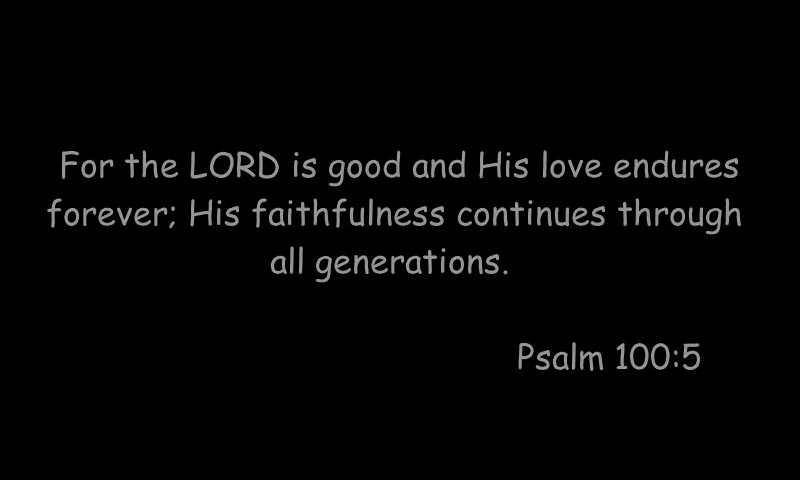 For the LORD is good and His love endures
forever; His faithfulness continues through
all generations.
Psalm 100:5